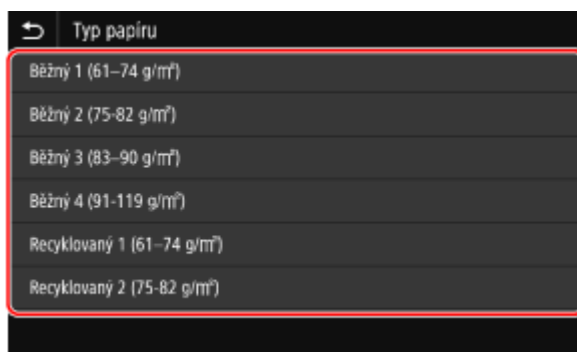 Typ papíru
Běžný 1 (61–74 g/m²)
Běžný 2 (75-82 g/m²)
Běžný 3 (83–90 g/m²)
Běžný 4 (91-119 g/m²)
Recyklovaný 1 (61–74 g/m²)
Recyklovaný 2 (75-82 g/m²)